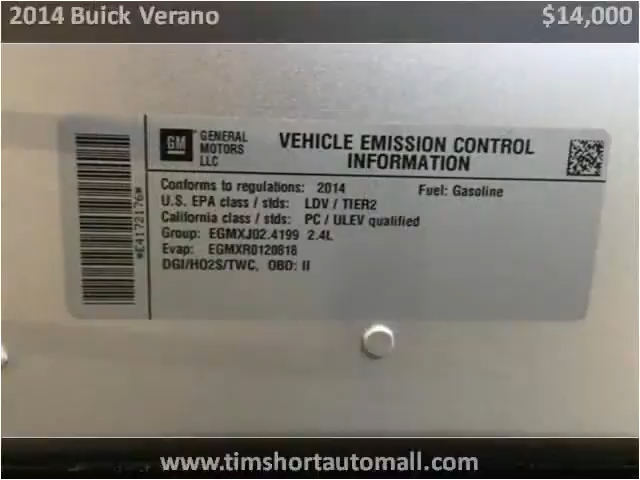 2014 Buick Verano $14,000
GM GENERAL MOTORS LLC
VEHICLE EMISSION CONTROL
INFORMATION
Conforms to regulations: 2014 Fuel: Gasoline
U.S. EPA class / stds: LDV / TIER2
California class / stds: PC / ULEV qualified
Group: EGMXJ02.4199 2.4L
Evap: EGMXR0120818
DGI/HO2S/TWC, OBD: II
*E4172176*
www.timshortautomall.com